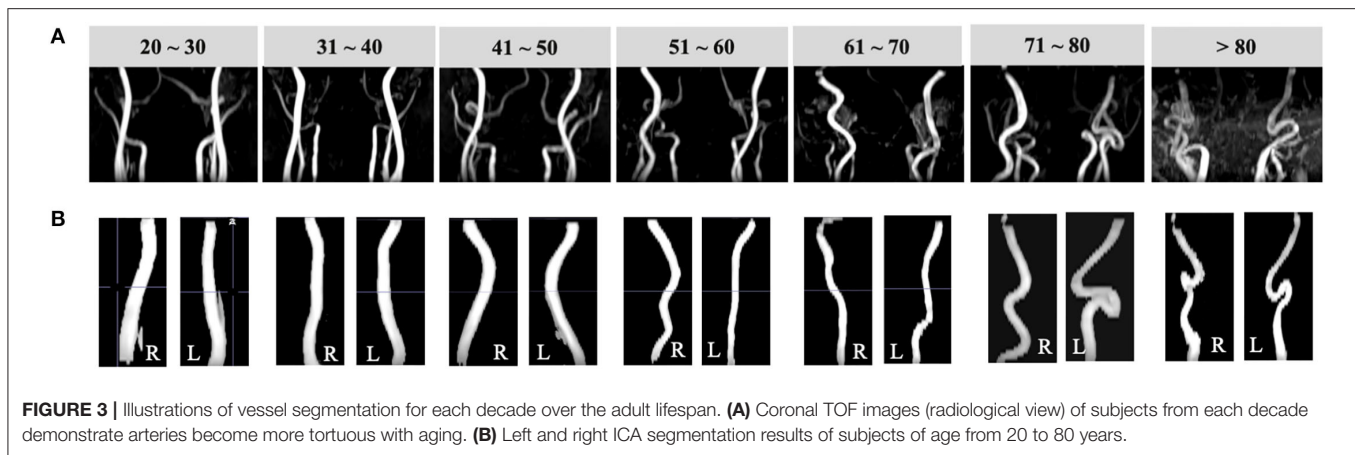 A
20 ~ 30 31 ~ 40 41 ~ 50 51 ~ 60 61 ~ 70 71 ~ 80 > 80
B
R L R L R L R L R L R L R L
FIGURE 3 | Illustrations of vessel segmentation for each decade over the adult lifespan. (A) Coronal TOF images (radiological view) of subjects from each decade
demonstrate arteries become more tortuous with aging. (B) Left and right ICA segmentation results of subjects of age from 20 to 80 years.